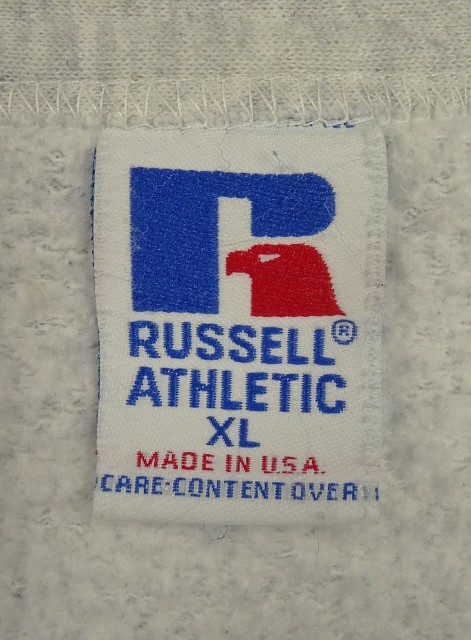 RUSSELL®
ATHLETIC
XL
MADE IN U.S.A.
CARE·CONTENT OVER